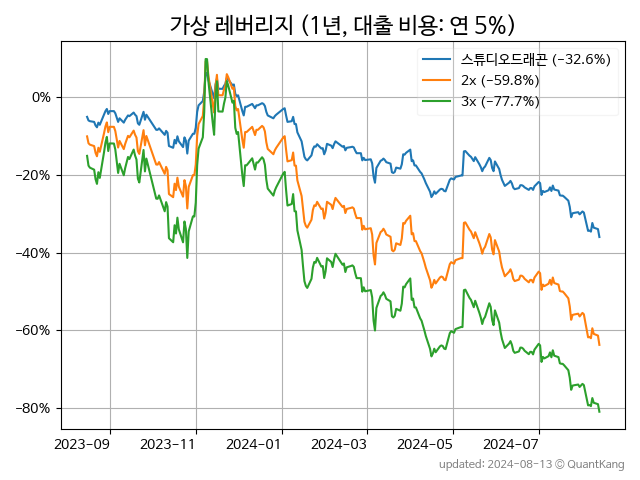 가상 레버리지 (1년, 대출 비용: 연 5%)
스튜디오드래곤 (−32.6%)
2x (−59.8%)
3x (−77.7%)
0%
−20%
−40%
−60%
−80%
2023-09 2023-11 2024-01 2024-03 2024-05 2024-07
updated: 2024-08-13 © QuantKang